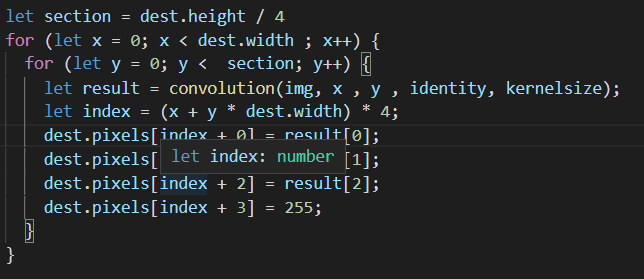 let section = dest.height / 4
for (let x = 0; x < dest.width ; x++) {
for (let y = 0; y <  section; y++) {
let result = convolution(img, x , y , identity, kernelsize);
let index = (x + y * dest.width) * 4;
dest.pixels[index + 0] = result[0];
dest.pixels[ [1];
let index: number
dest.pixels[index + 2] = result[2];
dest.pixels[index + 3] = 255;
}
}